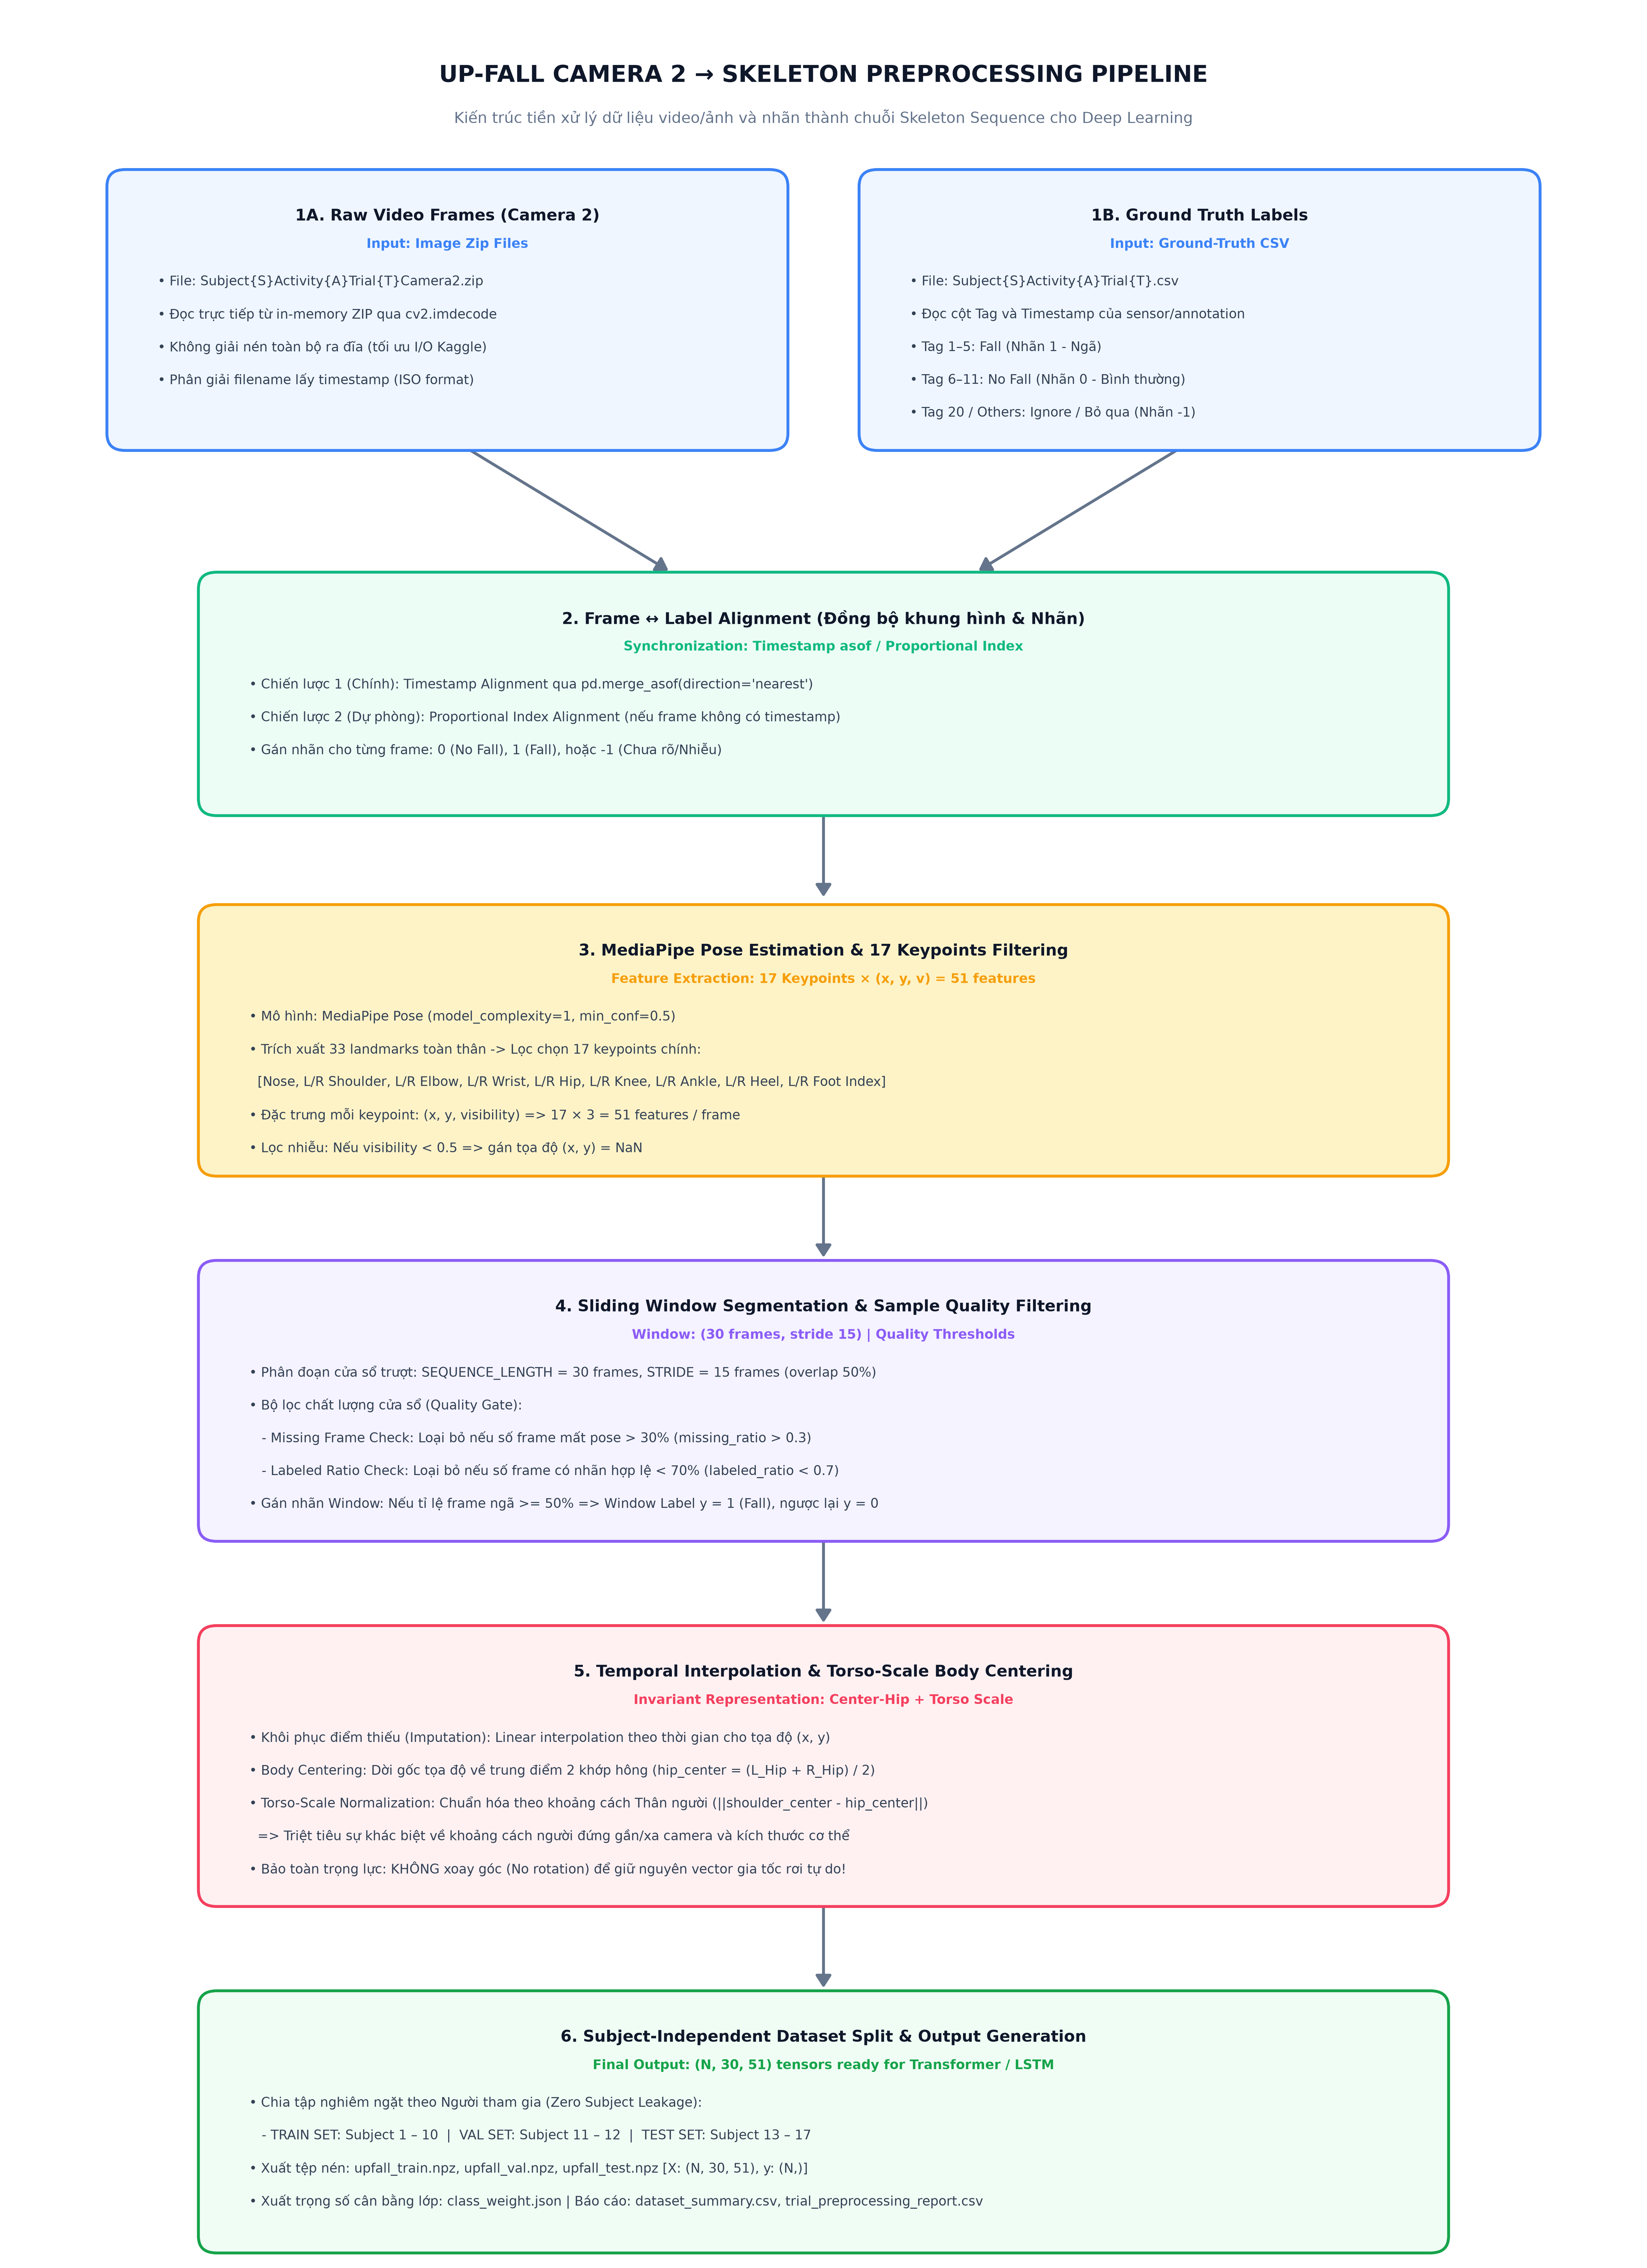 UP-FALL CAMERA 2 → SKELETON PREPROCESSING PIPELINE
Kiến trúc tiền xử lý dữ liệu video/ảnh và nhãn thành chuỗi Skeleton Sequence cho Deep Learning
1A. Raw Video Frames (Camera 2)
Input: Image Zip Files
• File: Subject{S}Activity{A}Trial{T}Camera2.zip
• Đọc trực tiếp từ in-memory ZIP qua cv2.imdecode
• Không giải nén toàn bộ ra đĩa (tối ưu I/O Kaggle)
• Phân giải filename lấy timestamp (ISO format)
1B. Ground Truth Labels
Input: Ground-Truth CSV
• File: Subject{S}Activity{A}Trial{T}.csv
• Đọc cột Tag và Timestamp của sensor/annotation
• Tag 1–5: Fall (Nhãn 1 - Ngã)
• Tag 6–11: No Fall (Nhãn 0 - Bình thường)
• Tag 20 / Others: Ignore / Bỏ qua (Nhãn -1)
2. Frame ↔ Label Alignment (Đồng bộ khung hình & Nhãn)
Synchronization: Timestamp asof / Proportional Index
• Chiến lược 1 (Chính): Timestamp Alignment qua pd.merge_asof(direction='nearest')
• Chiến lược 2 (Dự phòng): Proportional Index Alignment (nếu frame không có timestamp)
• Gán nhãn cho từng frame: 0 (No Fall), 1 (Fall), hoặc -1 (Chưa rõ/Nhiễu)
3. MediaPipe Pose Estimation & 17 Keypoints Filtering
Feature Extraction: 17 Keypoints × (x, y, v) = 51 features
• Mô hình: MediaPipe Pose (model_complexity=1, min_conf=0.5)
• Trích xuất 33 landmarks toàn thân -> Lọc chọn 17 keypoints chính:
[Nose, L/R Shoulder, L/R Elbow, L/R Wrist, L/R Hip, L/R Knee, L/R Ankle, L/R Heel, L/R Foot Index]
• Đặc trưng mỗi keypoint: (x, y, visibility) => 17 × 3 = 51 features / frame
• Lọc nhiễu: Nếu visibility < 0.5 => gán tọa độ (x, y) = NaN
4. Sliding Window Segmentation & Sample Quality Filtering
Window: (30 frames, stride 15) | Quality Thresholds
• Phân đoạn cửa sổ trượt: SEQUENCE_LENGTH = 30 frames, STRIDE = 15 frames (overlap 50%)
• Bộ lọc chất lượng cửa sổ (Quality Gate):
- Missing Frame Check: Loại bỏ nếu số frame mất pose > 30% (missing_ratio > 0.3)
- Labeled Ratio Check: Loại bỏ nếu số frame có nhãn hợp lệ < 70% (labeled_ratio < 0.7)
• Gán nhãn Window: Nếu tỉ lệ frame ngã >= 50% => Window Label y = 1 (Fall), ngược lại y = 0
5. Temporal Interpolation & Torso-Scale Body Centering
Invariant Representation: Center-Hip + Torso Scale
• Khôi phục điểm thiếu (Imputation): Linear interpolation theo thời gian cho tọa độ (x, y)
• Body Centering: Dời gốc tọa độ về trung điểm 2 khớp hông (hip_center = (L_Hip + R_Hip) / 2)
• Torso-Scale Normalization: Chuẩn hóa theo khoảng cách Thân người (||shoulder_center - hip_center||)
=> Triệt tiêu sự khác biệt về khoảng cách người đứng gần/xa camera và kích thước cơ thể
• Bảo toàn trọng lực: KHÔNG xoay góc (No rotation) để giữ nguyên vector gia tốc rơi tự do!
6. Subject-Independent Dataset Split & Output Generation
Final Output: (N, 30, 51) tensors ready for Transformer / LSTM
• Chia tập nghiêm ngặt theo Người tham gia (Zero Subject Leakage):
- TRAIN SET: Subject 1 – 10 | VAL SET: Subject 11 – 12 | TEST SET: Subject 13 – 17
• Xuất tệp nén: upfall_train.npz, upfall_val.npz, upfall_test.npz [X: (N, 30, 51), y: (N,)]
• Xuất trọng số cân bằng lớp: class_weight.json | Báo cáo: dataset_summary.csv, trial_preprocessing_report.csv